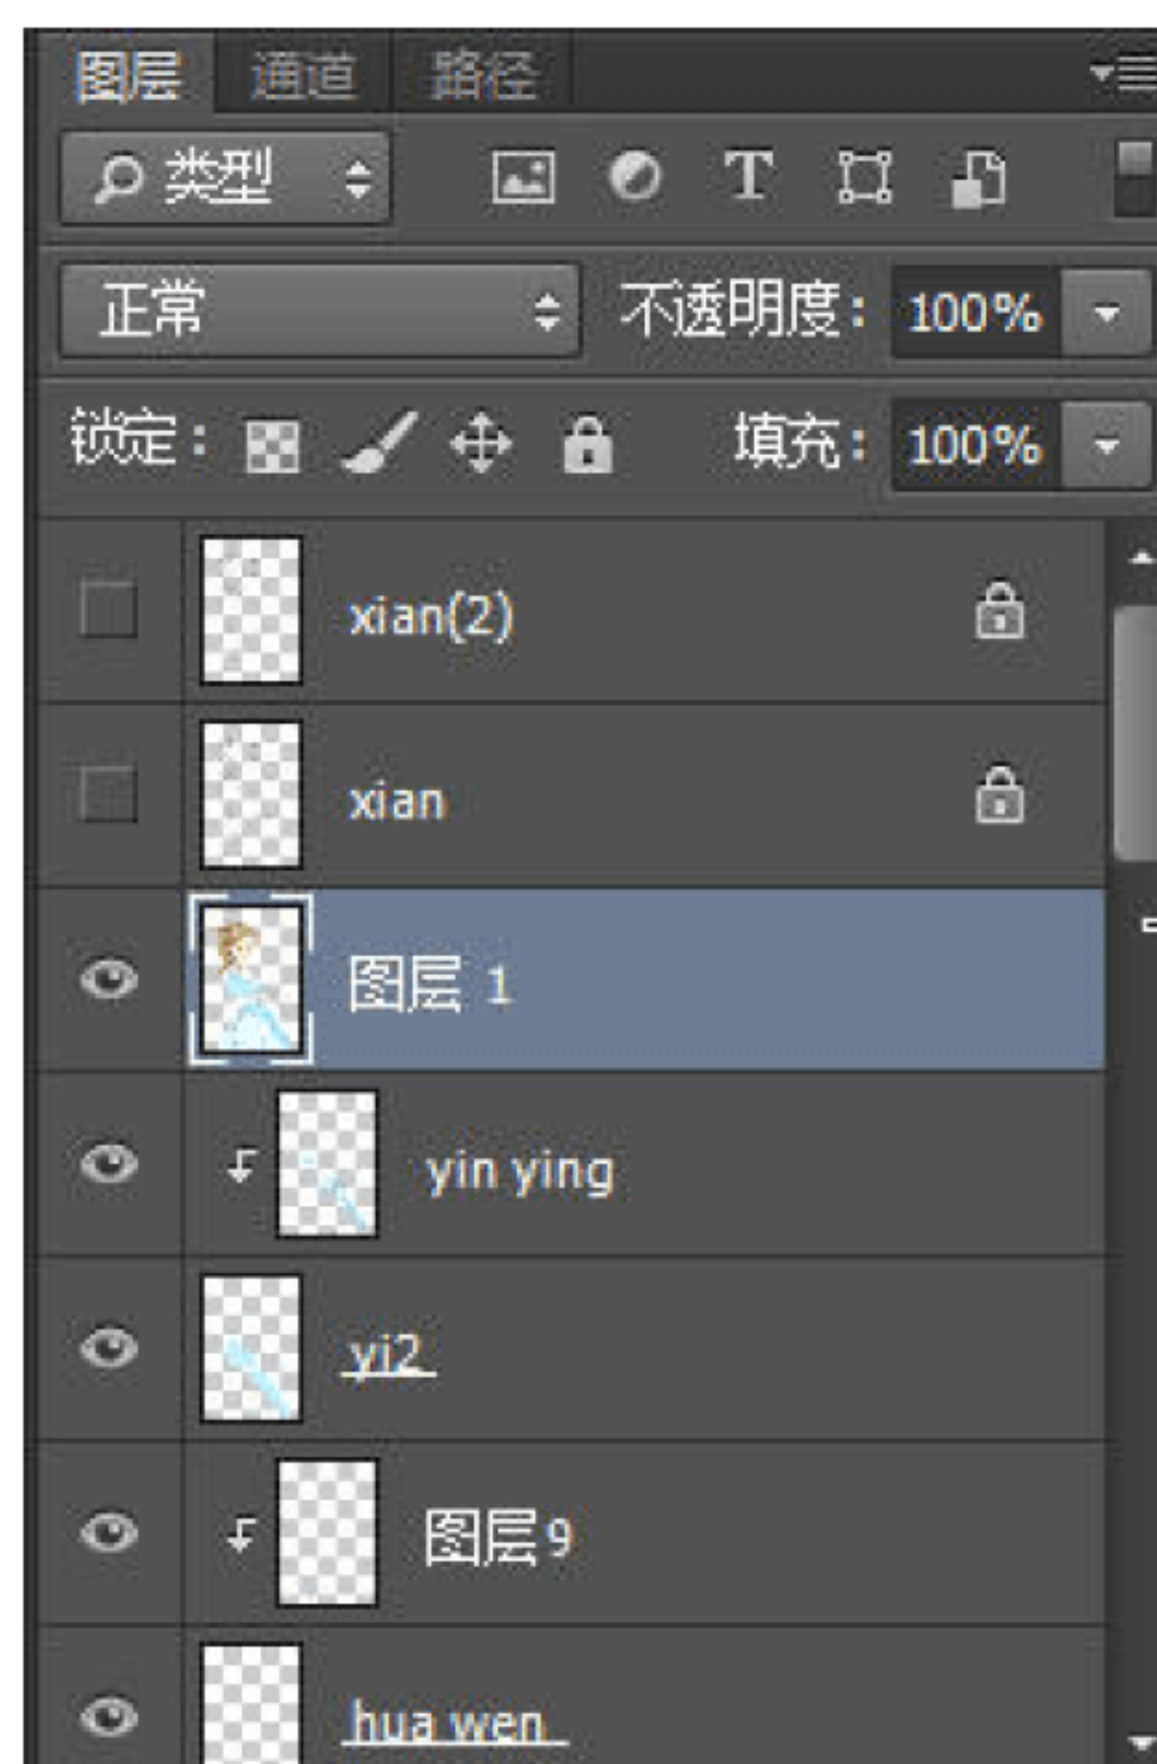 图层 通道 路径
类型 T
正常 不透明度: 100%
锁定: 填充: 100%
xian(2)
xian
图层 1
yin ying
yi2
图层9
hua wen